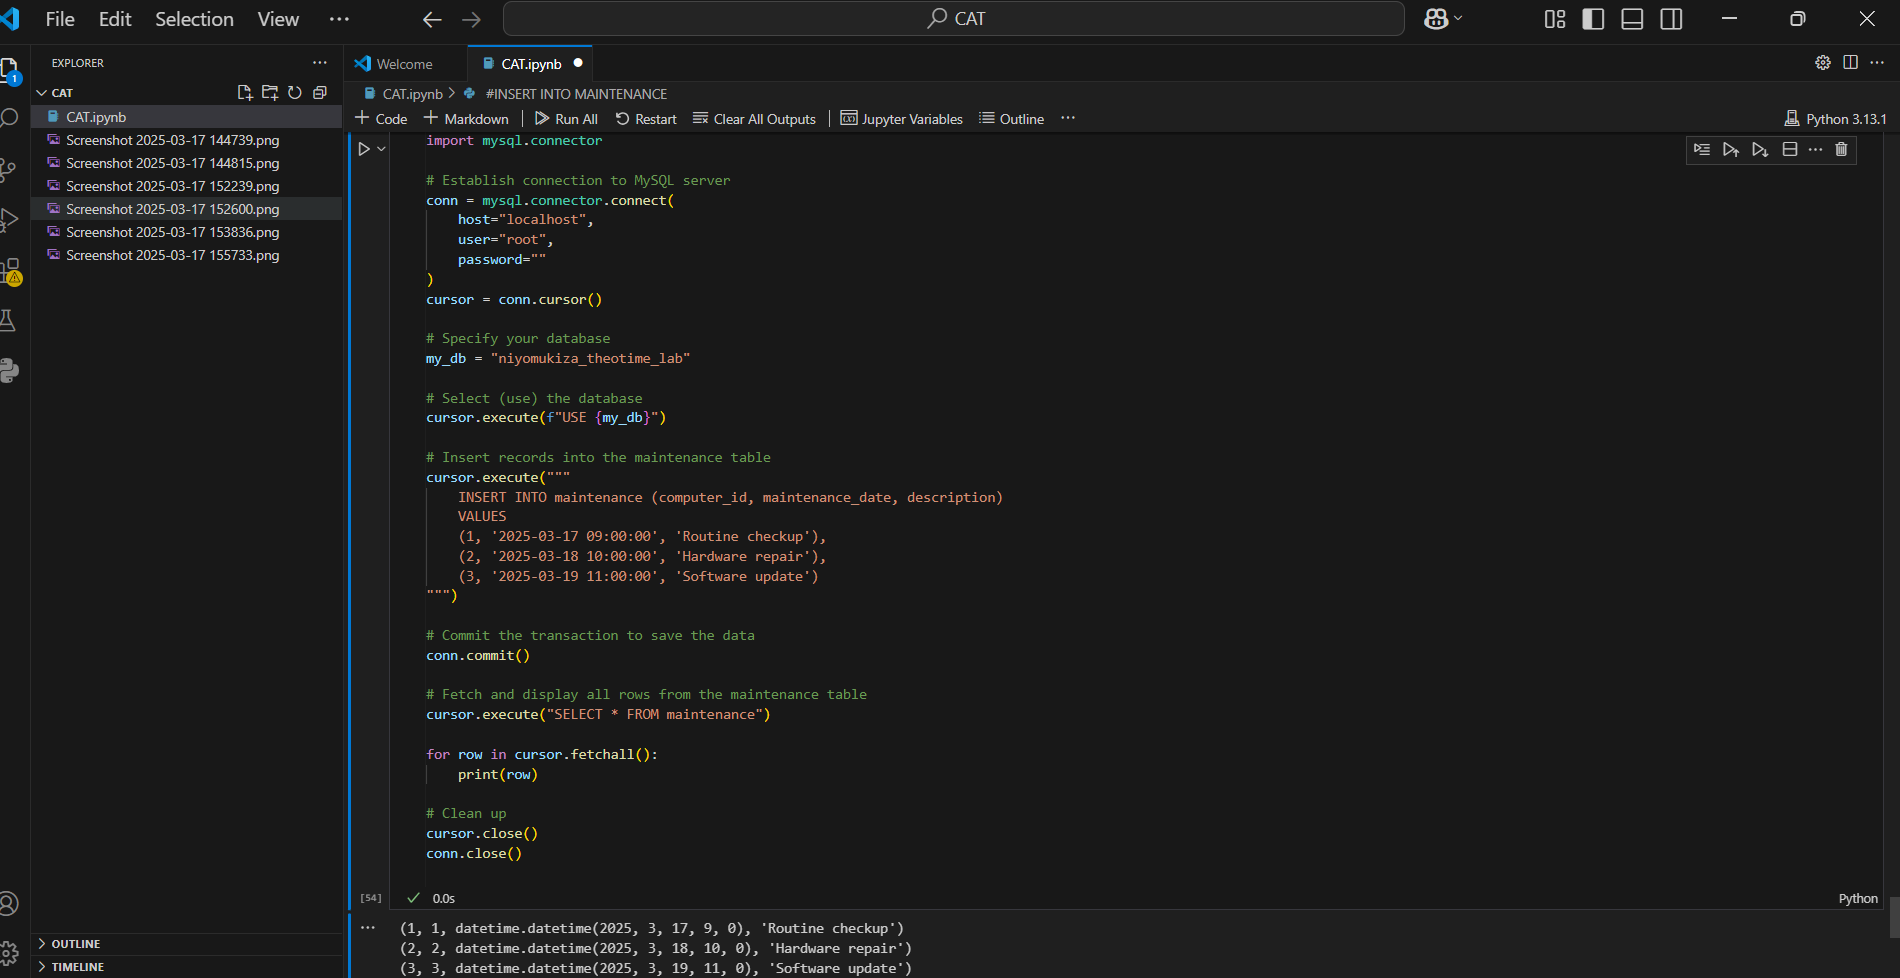 File Edit Selection View ···
CAT
EXPLORER ···
CAT
CAT.ipynb
Screenshot 2025-03-17 144739.png
Screenshot 2025-03-17 144815.png
Screenshot 2025-03-17 152239.png
Screenshot 2025-03-17 152600.png
Screenshot 2025-03-17 153836.png
Screenshot 2025-03-17 155733.png
1
OUTLINE
TIMELINE
Welcome CAT.ipynb
CAT.ipynb > #INSERT INTO MAINTENANCE
+ Code + Markdown | Run All Restart Clear All Outputs | Jupyter Variables Outline ··· Python 3.13.1
import mysql.connector
# Establish connection to MySQL server
conn = mysql.connector.connect(
    host="localhost",
    user="root",
    password=""
)
cursor = conn.cursor()
# Specify your database
my_db = "niyomukiza_theotime_lab"
# Select (use) the database
cursor.execute(f"USE {my_db}")
# Insert records into the maintenance table
cursor.execute("""
    INSERT INTO maintenance (computer_id, maintenance_date, description)
    VALUES
    (1, '2025-03-17 09:00:00', 'Routine checkup'),
    (2, '2025-03-18 10:00:00', 'Hardware repair'),
    (3, '2025-03-19 11:00:00', 'Software update')
""")
# Commit the transaction to save the data
conn.commit()
# Fetch and display all rows from the maintenance table
cursor.execute("SELECT * FROM maintenance")
for row in cursor.fetchall():
    print(row)
# Clean up
cursor.close()
conn.close()
[54] 0.0s Python
(1, 1, datetime.datetime(2025, 3, 17, 9, 0), 'Routine checkup')
(2, 2, datetime.datetime(2025, 3, 18, 10, 0), 'Hardware repair')
(3, 3, datetime.datetime(2025, 3, 19, 11, 0), 'Software update')